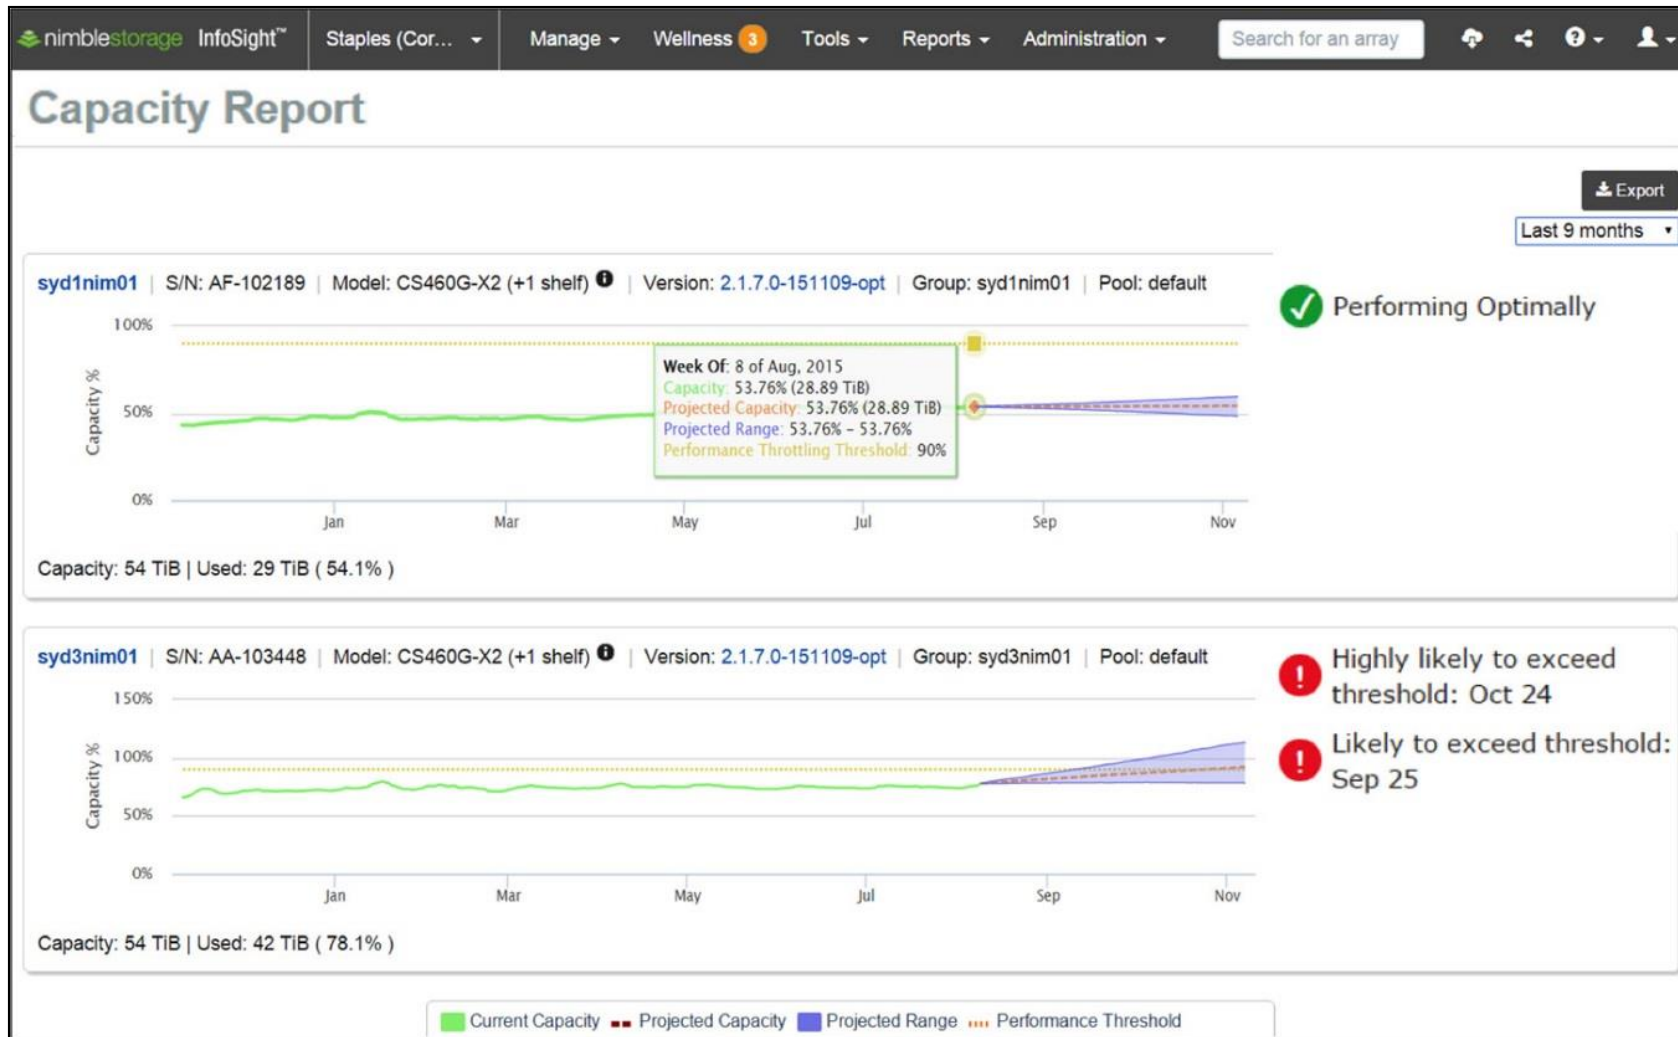 nimblestorage InfoSight™ Staples (Cor... Manage Wellness 3 Tools Reports Administration Search for an array ?
Capacity Report
Export
Last 9 months
syd1nim01 | S/N: AF-102189 | Model: CS460G-X2 (+1 shelf) i | Version: 2.1.7.0-151109-opt | Group: syd1nim01 | Pool: default
Performing Optimally
100%
50%
0%
Capacity %
Week Of: 8 of Aug, 2015
Capacity: 53.76% (28.89 TiB)
Projected Capacity: 53.76% (28.89 TiB)
Projected Range: 53.76% – 53.76%
Performance Throttling Threshold: 90%
Jan Mar May Jul Sep Nov
Capacity: 54 TiB | Used: 29 TiB ( 54.1% )
syd3nim01 | S/N: AA-103448 | Model: CS460G-X2 (+1 shelf) i | Version: 2.1.7.0-151109-opt | Group: syd3nim01 | Pool: default
! Highly likely to exceed
threshold: Oct 24
! Likely to exceed threshold:
Sep 25
150%
100%
50%
0%
Capacity %
Jan Mar May Jul Sep Nov
Capacity: 54 TiB | Used: 42 TiB ( 78.1% )
Current Capacity Projected Capacity Projected Range Performance Threshold